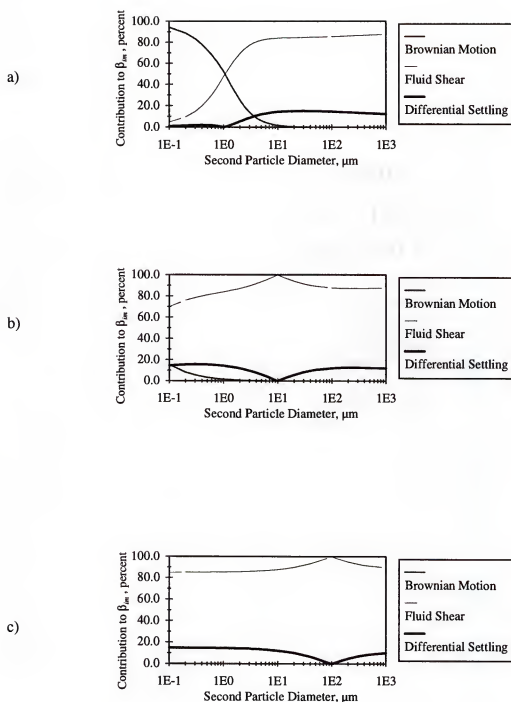 a)
Contribution to βim , percent
100.0
80.0
60.0
40.0
20.0
0.0
1E-1 1E0 1E1 1E2 1E3
Second Particle Diameter, µm
Brownian Motion
Fluid Shear
Differential Settling
b)
Contribution to βim , percent
100.0
80.0
60.0
40.0
20.0
0.0
1E-1 1E0 1E1 1E2 1E3
Second Particle Diameter, µm
Brownian Motion
Fluid Shear
Differential Settling
c)
Contribution to βim , percent
100.0
80.0
60.0
40.0
20.0
0.0
1E-1 1E0 1E1 1E2 1E3
Second Particle Diameter, µm
Brownian Motion
Fluid Shear
Differential Settling